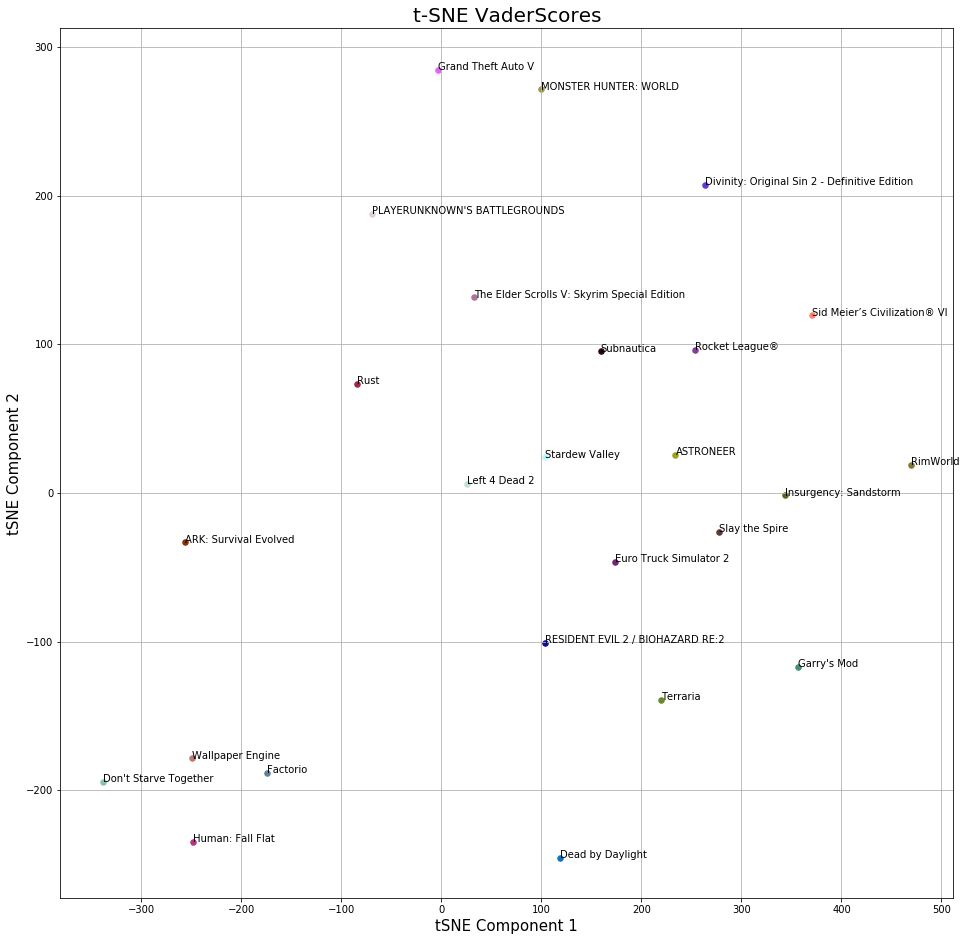 t-SNE VaderScores
300
Grand Theft Auto V
MONSTER HUNTER: WORLD
Divinity: Original Sin 2 - Definitive Edition
200
PLAYERUNKNOWN'S BATTLEGROUNDS
The Elder Scrolls V: Skyrim Special Edition
Sid Meier’s Civilization® VI
100
Subnautica
Rocket League®
Rust
tSNE Component 2
Stardew Valley
ASTRONEER
RimWorld
Left 4 Dead 2
0
Insurgency: Sandstorm
Slay the Spire
ARK: Survival Evolved
Euro Truck Simulator 2
−100
RESIDENT EVIL 2 / BIOHAZARD RE:2
Garry's Mod
Terraria
Wallpaper Engine
Factorio
Don't Starve Together
−200
Human: Fall Flat
Dead by Daylight
−300 −200 −100 0 100 200 300 400 500
tSNE Component 1